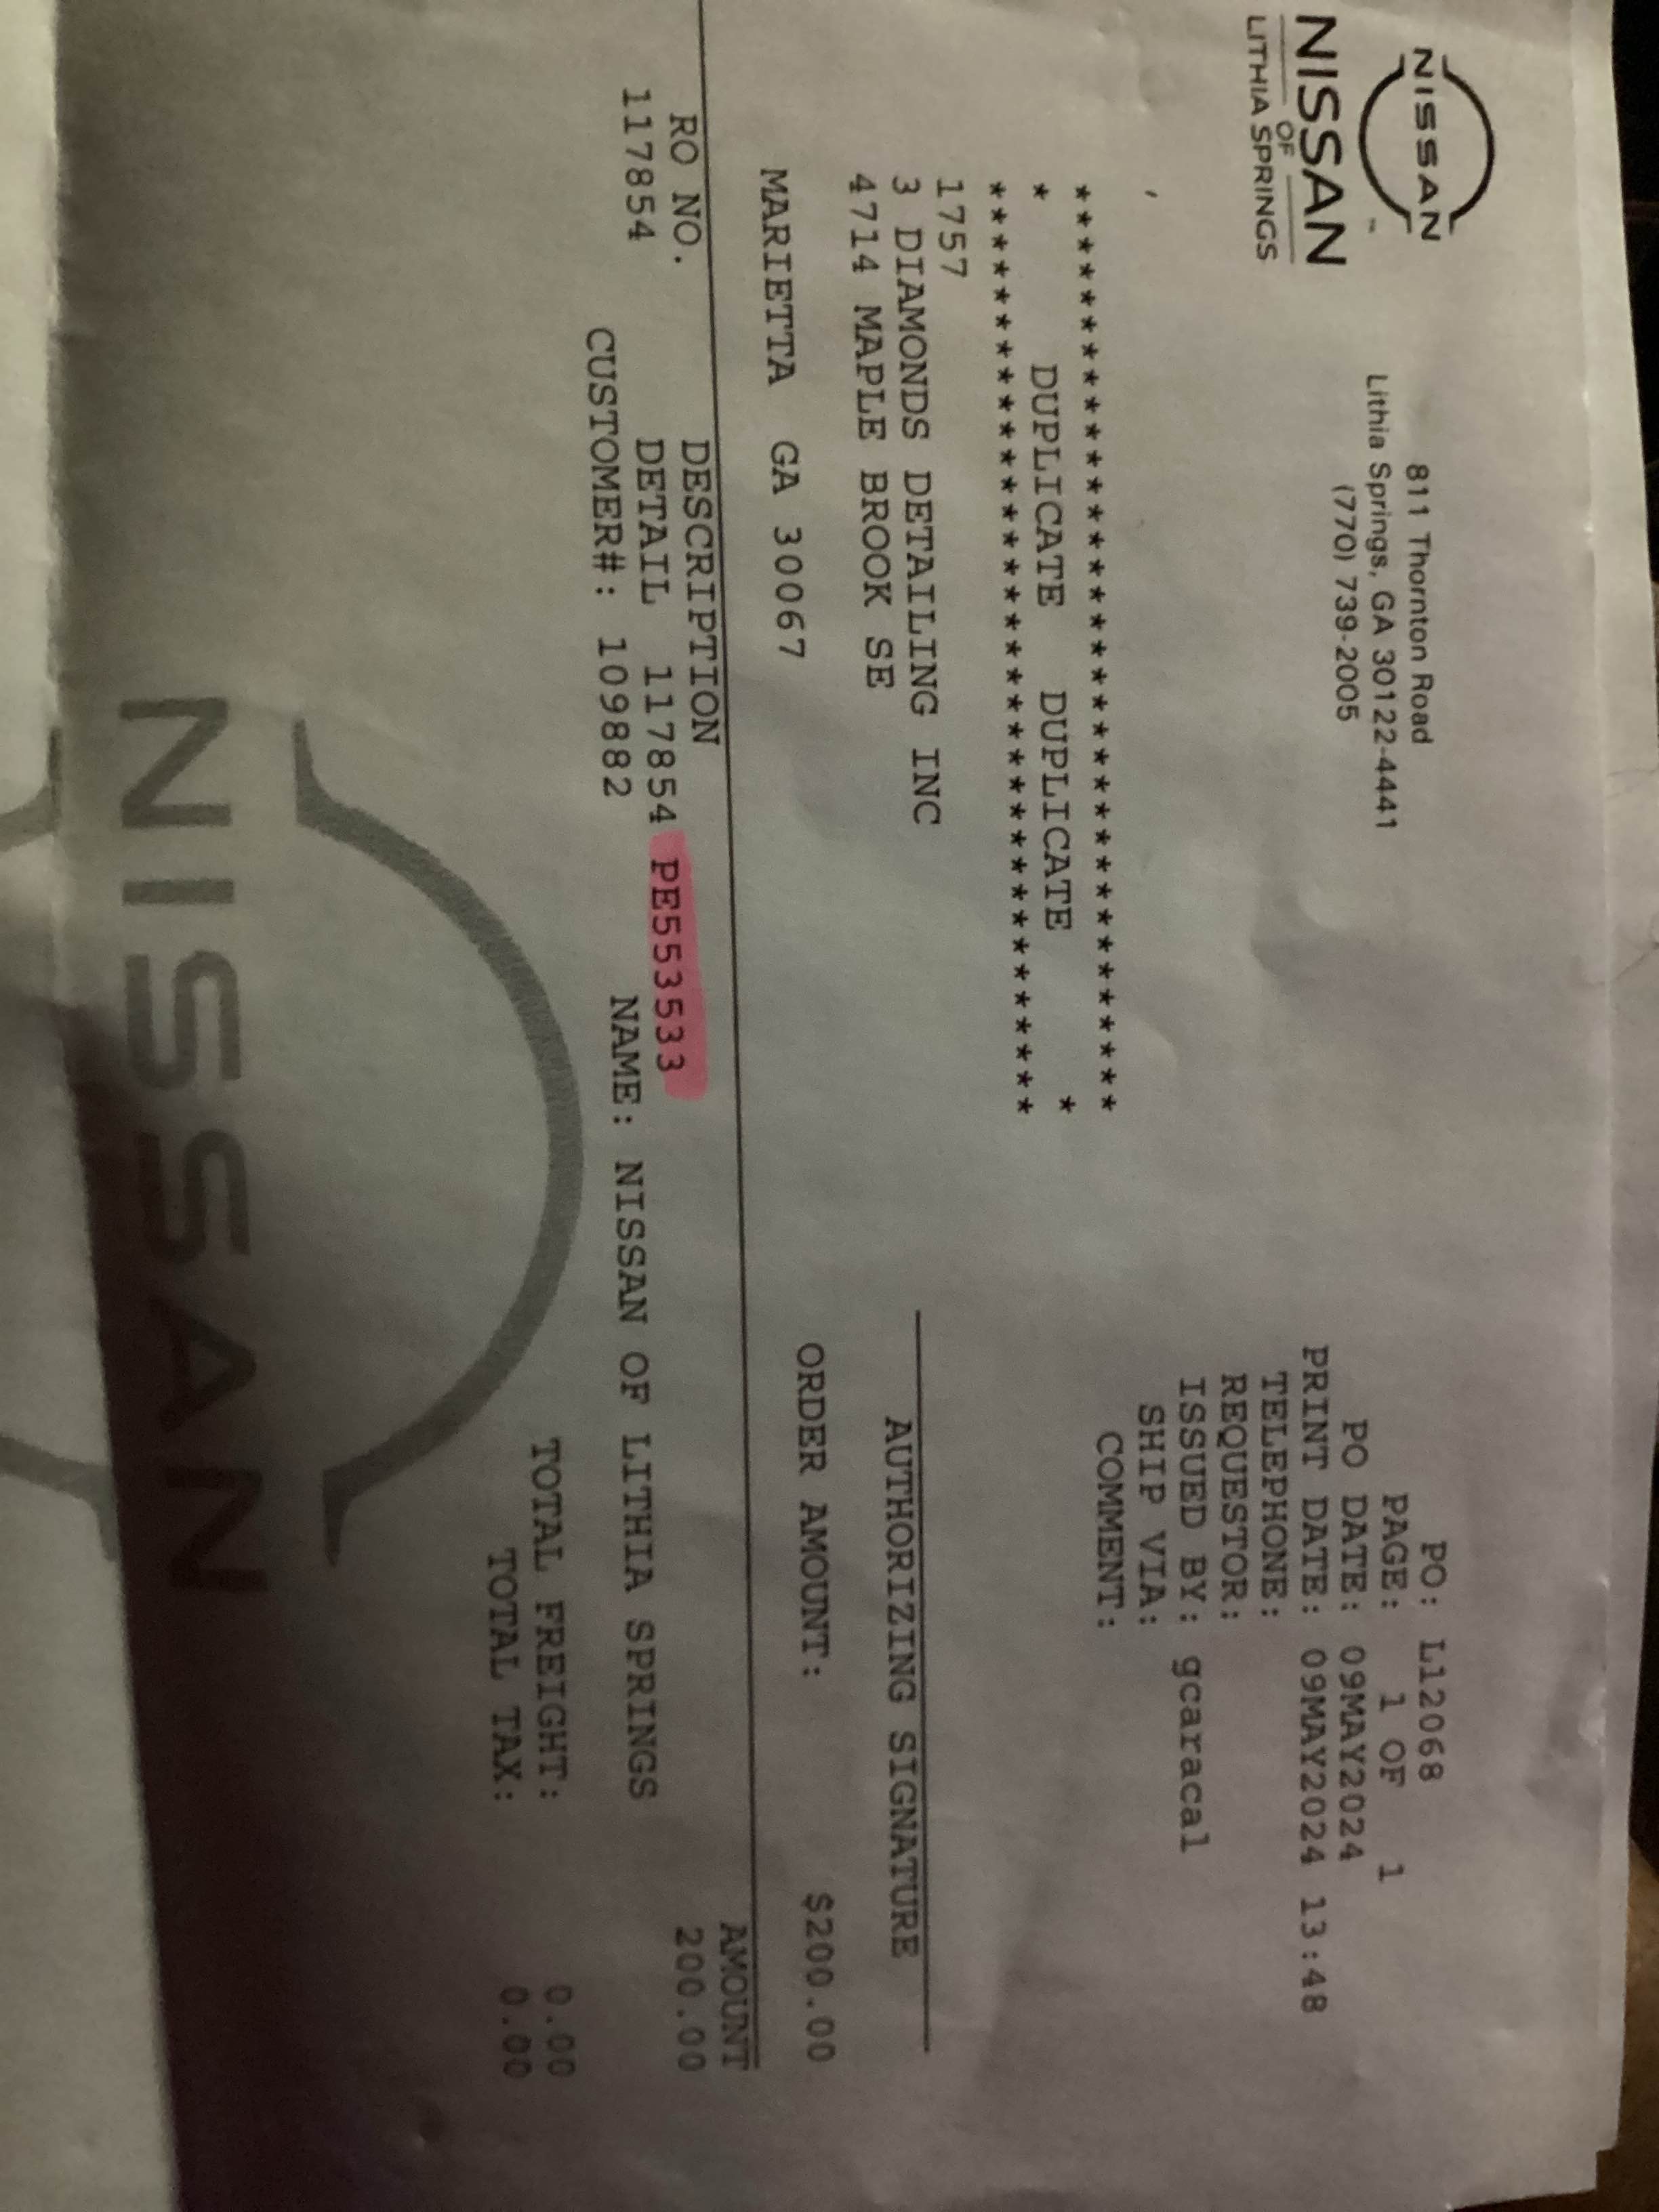 NISSAN
NISSAN
OF
LITHIA SPRINGS
811 Thornton Road
Lithia Springs, GA 30122-4441
(770) 739-2005
PO: L12068
PAGE: 1 OF 1
PO DATE: 09MAY2024
PRINT DATE: 09MAY2024 13:48
TELEPHONE:
REQUESTOR:
ISSUED BY: gcaracal
SHIP VIA:
COMMENT:
***********************************
* DUPLICATE DUPLICATE *
***********************************
1757
3 DIAMONDS DETAILING INC
4714 MAPLE BROOK SE
MARIETTA GA 30067
AUTHORIZING SIGNATURE
ORDER AMOUNT: $200.00
RO NO. DESCRIPTION AMOUNT
117854 DETAIL 117854 PE553533 200.00
CUSTOMER#: 109882 NAME: NISSAN OF LITHIA SPRINGS
TOTAL FREIGHT: 0.00
TOTAL TAX: 0.00
NISSAN